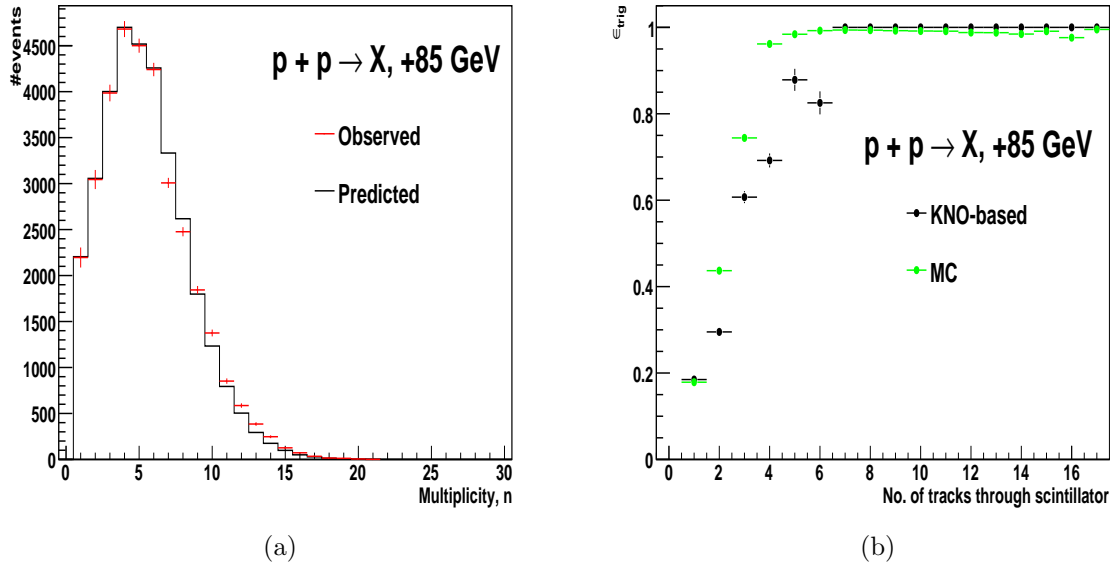 #events
4500
4000
3500
3000
2500
2000
1500
1000
500
0
0 5 10 15 20 25 30
Multiplicity, n
p + p → X, +85 GeV
Observed
Predicted
(a)
ϵtrig
1
0.8
0.6
0.4
0.2
0
0 2 4 6 8 10 12 14 16
No. of tracks through scintillator
p + p → X, +85 GeV
KNO-based
MC
(b)